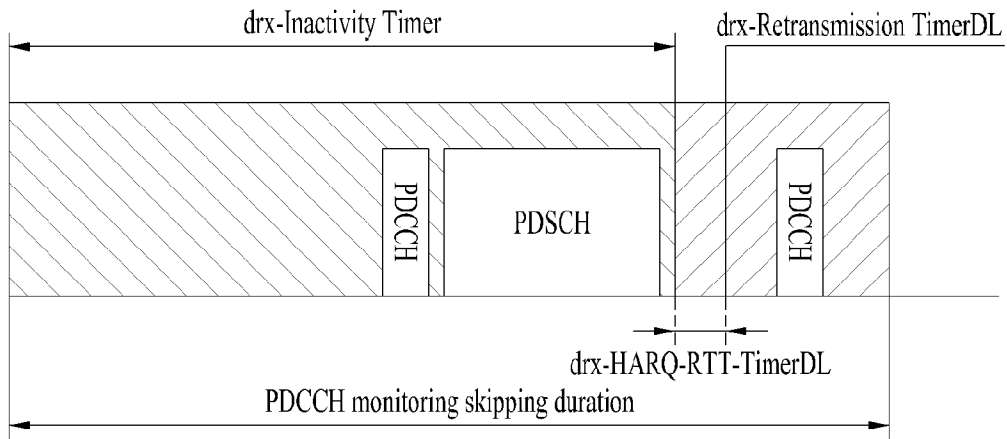 drx-Inactivity Timer
drx-Retransmission TimerDL
PDCCH
PDSCH
PDCCH
drx-HARQ-RTT-TimerDL
PDCCH monitoring skipping duration